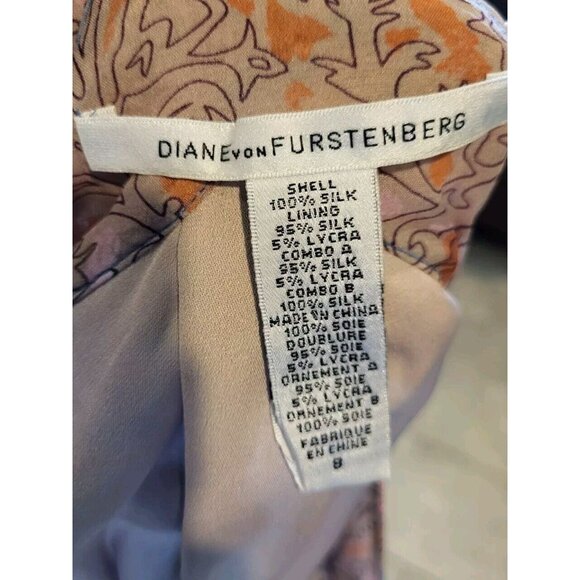 DIANE VON FURSTENBERG
SHELL
100% SILK
LINING
95% SILK
5% LYCRA
COMBO A
95% SILK
5% LYCRA
COMBO B
100% SILK
MADE IN CHINA
100% SOIE
DOUBLURE
95% SOIE
5% LYCRA
ORNEMENT A
95% SOIE
5% LYCRA
ORNEMENT B
100% SOIE
FABRIQUE
EN CHINE
8